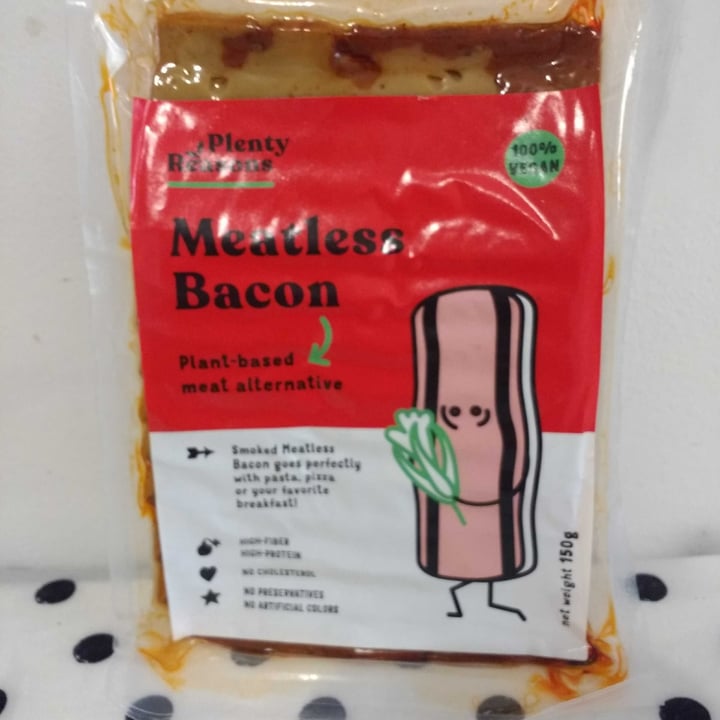 Plenty
Reasons
100%
VEGAN
Meatless
Bacon
Plant-based
meat alternative
Smoked Meatless
Bacon goes perfectly
with pasta, pizza
or your favorite
breakfast!
HIGH-FIBER
HIGH-PROTEIN
NO CHOLESTEROL
NO PRESERVATIVES
NO ARTIFICIAL COLORS
net weight 150g